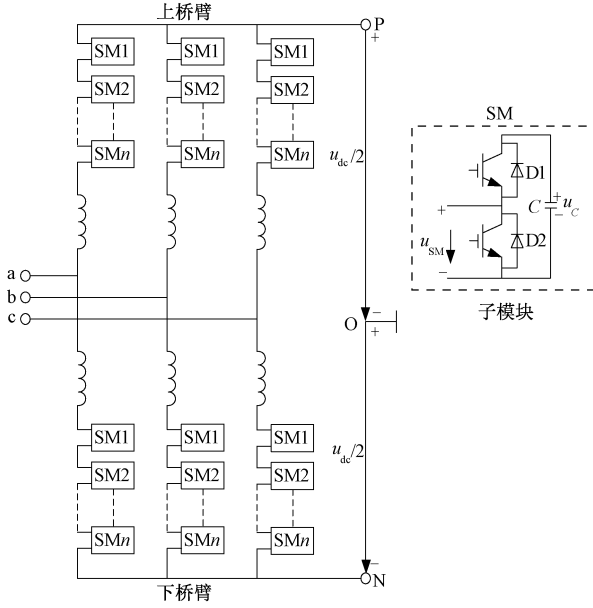 上桥臂
P
+
SM1 SM1 SM1
SM2 SM2 SM2
SMn SMn SMn
u_dc/2
SM
D1
+
C
+
−
u_C
u_SM
D2
−
子模块
a
b
c
−
O
+
SM1 SM1 SM1
SM2 SM2 SM2
u_dc/2
SMn SMn SMn
−
N
下桥臂